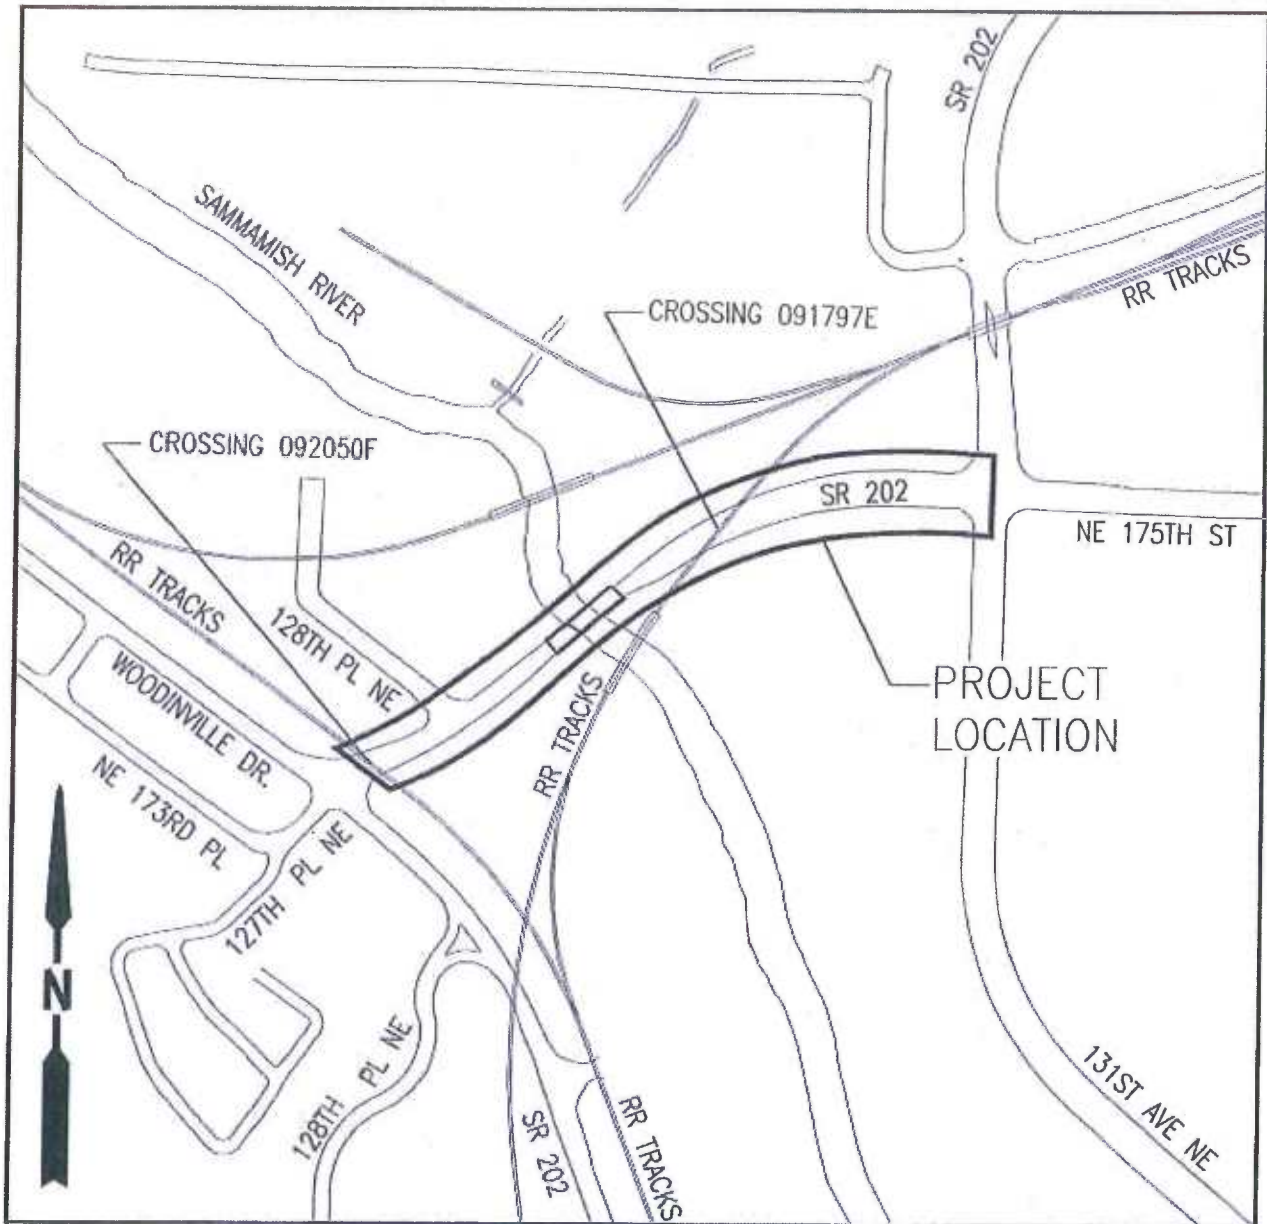 SR 202
SAMMAMISH RIVER
RR TRACKS
CROSSING 091797E
CROSSING 092050F
SR 202
NE 175TH ST
RR TRACKS
128TH PL NE
WOODINVILLE DR.
RR TRACKS
PROJECT
LOCATION
NE 173RD PL
127TH PL NE
N
128TH PL NE
SR 202
RR TRACKS
131ST AVE NE